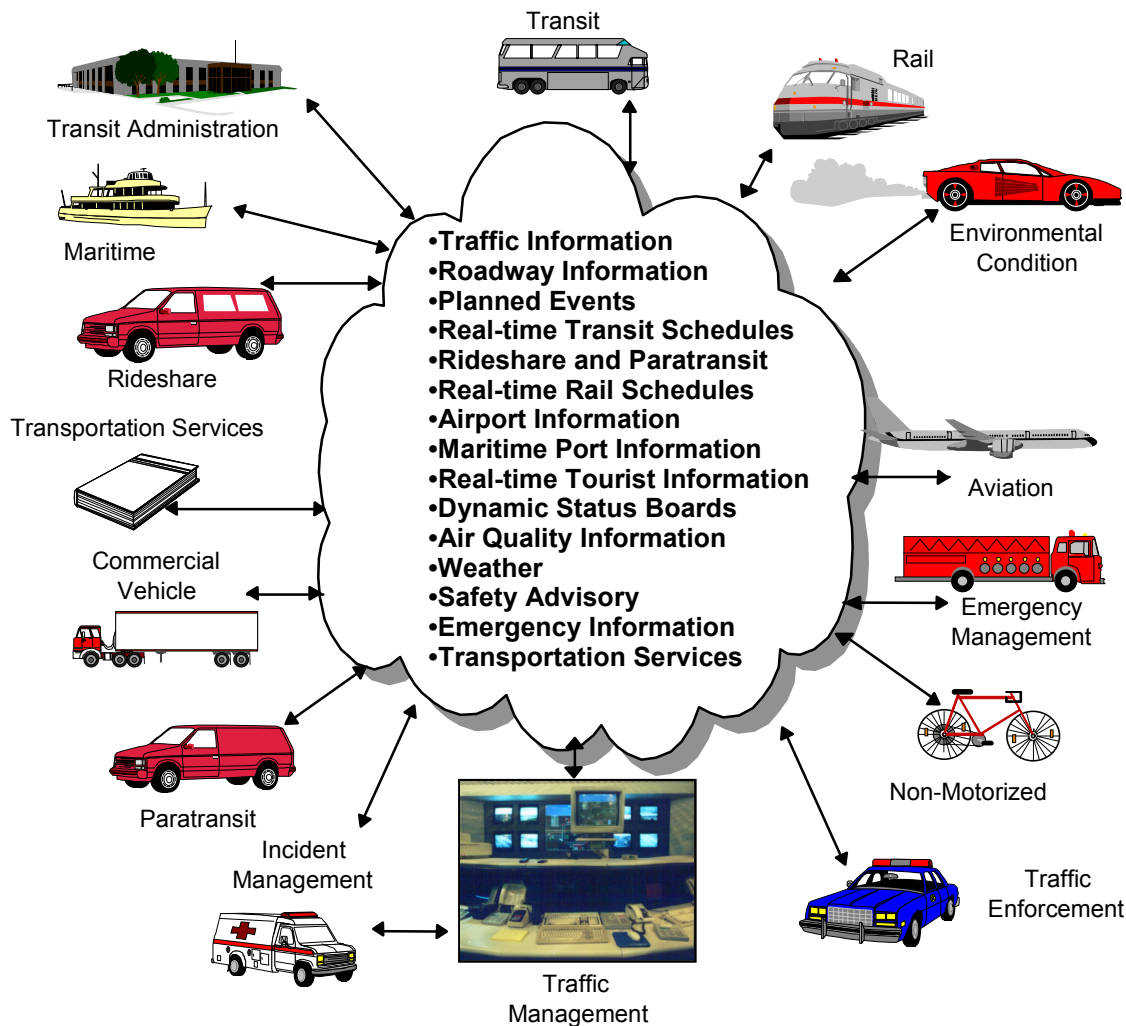 Transit
Rail
Transit Administration
Maritime
Environmental
Condition
Rideshare
•Traffic Information
•Roadway Information
•Planned Events
•Real-time Transit Schedules
•Rideshare and Paratransit
•Real-time Rail Schedules
•Airport Information
•Maritime Port Information
•Real-time Tourist Information
•Dynamic Status Boards
•Air Quality Information
•Weather
•Safety Advisory
•Emergency Information
•Transportation Services
Transportation Services
Aviation
Commercial
Vehicle
Emergency
Management
Paratransit
Non-Motorized
Incident
Management
Traffic
Enforcement
Traffic
Management